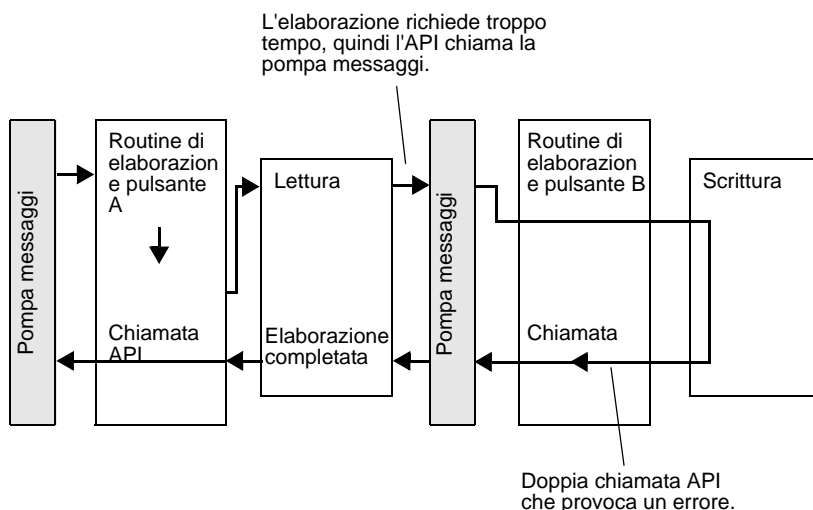 L'elaborazione richiede troppo
tempo, quindi l'API chiama la
pompa messaggi.
Pompa messaggi
Routine di
elaborazion
e pulsante
A
Chiamata
API
Lettura
Elaborazione
completata
Pompa messaggi
Routine di
elaborazion
e pulsante B
Chiamata
Scrittura
Doppia chiamata API
che provoca un errore.